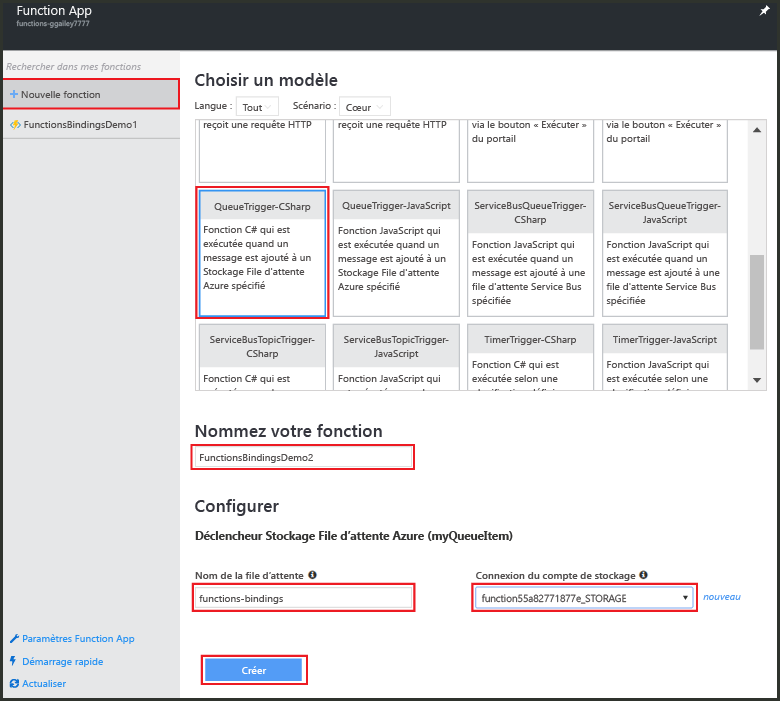 Function App
functions-ggailey7777
Rechercher dans mes fonctions
+ Nouvelle fonction
FunctionsBindingsDemo1
Choisir un modèle
Langue : Tout Scénario : Cœur
reçoit une requête HTTP
reçoit une requête HTTP
via le bouton « Exécuter »
du portail
via le bouton « Exécuter »
du portail
QueueTrigger-CSharp
Fonction C# qui est
exécutée quand un
message est ajouté à un
Stockage File d'attente
Azure spécifié
QueueTrigger-JavaScript
Fonction JavaScript qui
est exécutée quand un
message est ajouté à un
Stockage File d'attente
Azure spécifié
ServiceBusQueueTrigger-
CSharp
Fonction JavaScript qui
est exécutée quand un
message est ajouté à une
file d'attente Service Bus
spécifiée
ServiceBusQueueTrigger-
JavaScript
Fonction JavaScript qui
est exécutée quand un
message est ajouté à une
file d'attente Service Bus
spécifiée
ServiceBusTopicTrigger-
CSharp
Fonction C# qui est
ServiceBusTopicTrigger-
JavaScript
Fonction JavaScript qui
TimerTrigger-CSharp
Fonction C# qui est
exécutée selon une
TimerTrigger-JavaScript
Fonction JavaScript qui
est exécutée selon une
Nommez votre fonction
FunctionsBindingsDemo2
Configurer
Déclencheur Stockage File d'attente Azure (myQueueItem)
Nom de la file d'attente
functions-bindings
Connexion du compte de stockage
function55a82771877e_STORAGE
nouveau
Créer
Paramètres Function App
Démarrage rapide
Actualiser